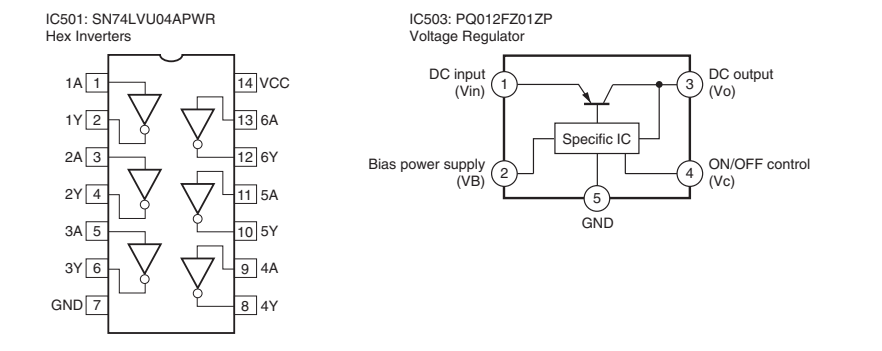 IC501: SN74LVU04APWR
Hex Inverters
1A 1
1Y 2
2A 3
2Y 4
3A 5
3Y 6
GND 7
14 VCC
13 6A
12 6Y
11 5A
10 5Y
9 4A
8 4Y
IC503: PQ012FZ01ZP
Voltage Regulator
DC input
(Vin)
1
3
DC output
(Vo)
Specific IC
Bias power supply
(VB)
2
4
ON/OFF control
(Vc)
5
GND